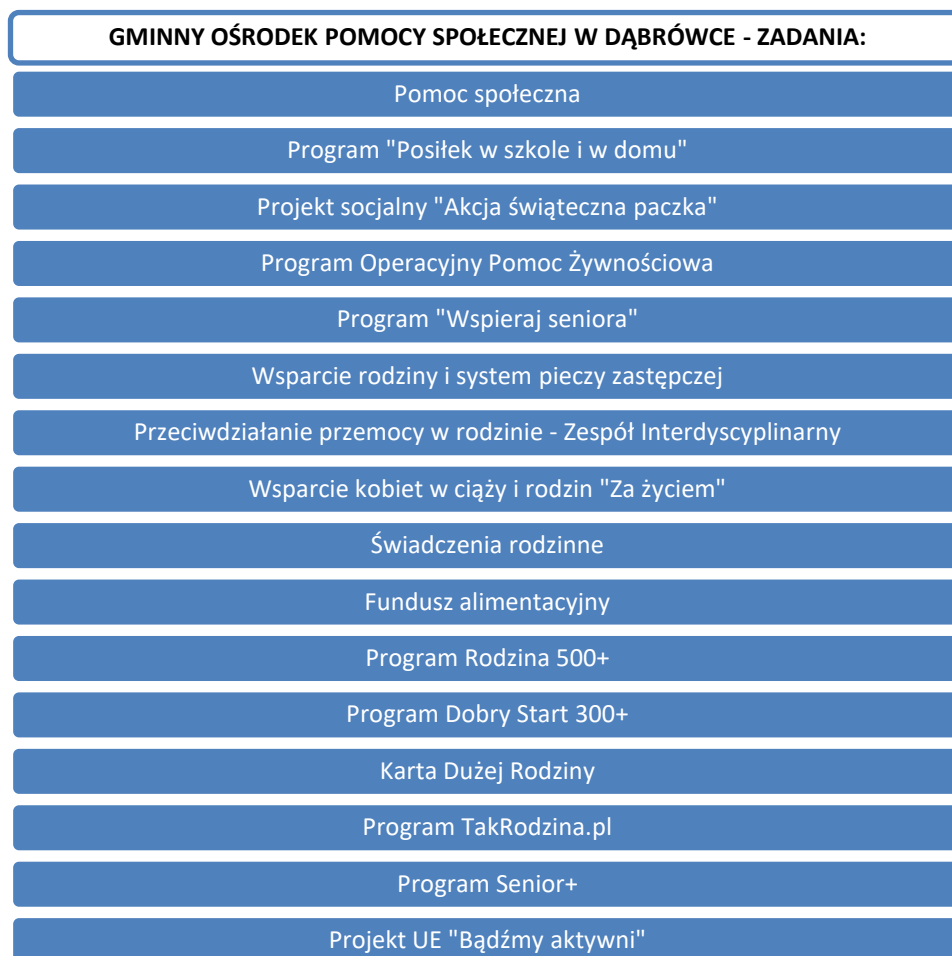 GMINNY OŚRODEK POMOCY SPOŁECZNEJ W DĄBRÓWCE - ZADANIA:
Pomoc społeczna
Program "Posiłek w szkole i w domu"
Projekt socjalny "Akcja świąteczna paczka"
Program Operacyjny Pomoc Żywnościowa
Program "Wspieraj seniora"
Wsparcie rodziny i system pieczy zastępczej
Przeciwdziałanie przemocy w rodzinie - Zespół Interdyscyplinarny
Wsparcie kobiet w ciąży i rodzin "Za życiem"
Świadczenia rodzinne
Fundusz alimentacyjny
Program Rodzina 500+
Program Dobry Start 300+
Karta Dużej Rodziny
Program TakRodzina.pl
Program Senior+
Projekt UE "Bądźmy aktywni"